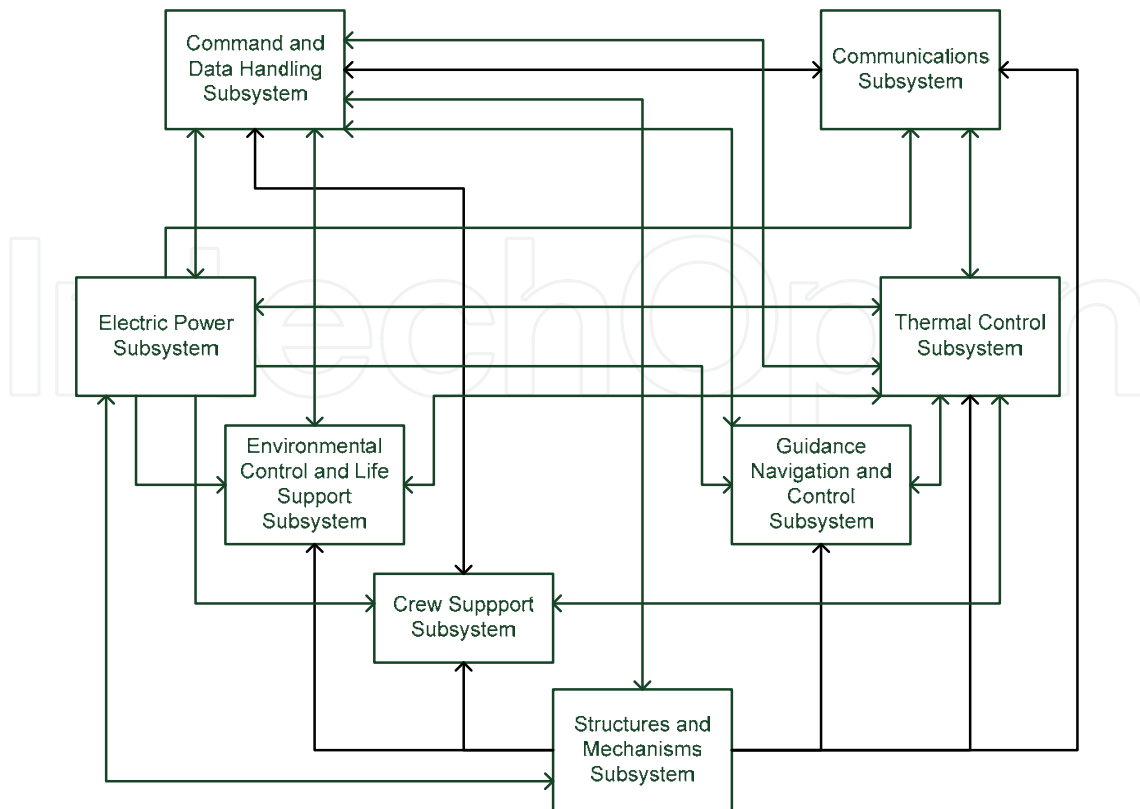 Command and
Data Handling
Subsystem
Communications
Subsystem
Electric Power
Subsystem
Thermal Control
Subsystem
Environmental
Control and Life
Support
Subsystem
Guidance
Navigation and
Control
Subsystem
Crew Suppport
Subsystem
Structures and
Mechanisms
Subsystem
IntechOpen